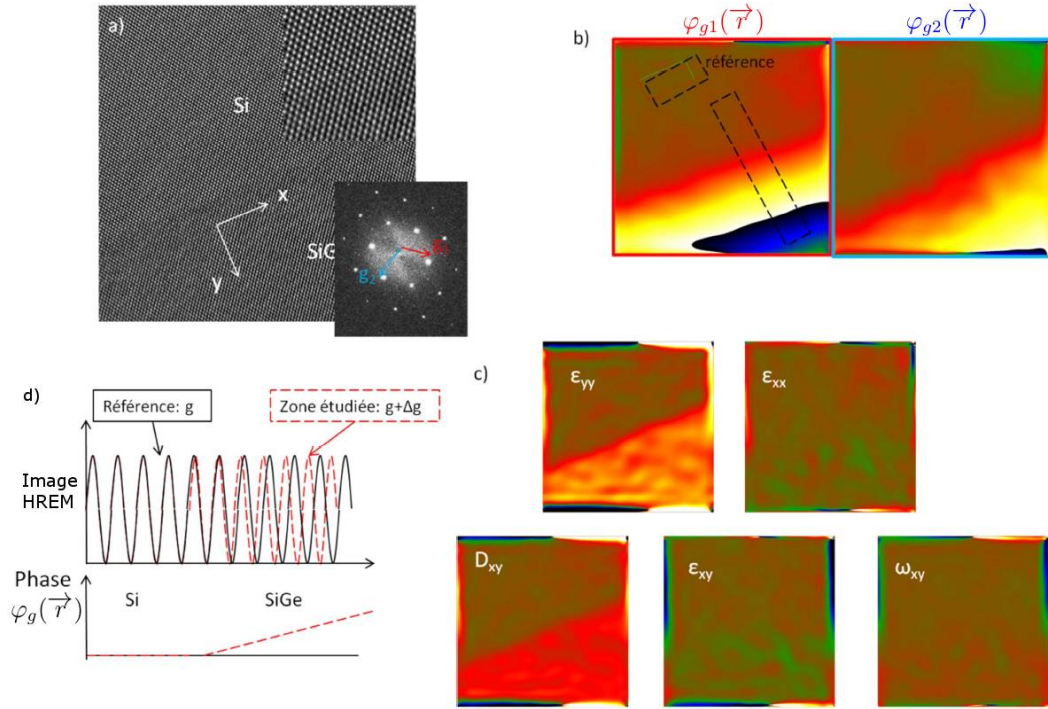 a)
Si
x
y
SiG
g₁
g₂
b)
φg1(r⃗)
φg2(r⃗)
référence
c)
εyy
εxx
Dxy
εxy
ωxy
d)
Référence: g
Zone étudiée: g+Δg
Image
HREM
Phase
φg(r⃗)
Si
SiGe